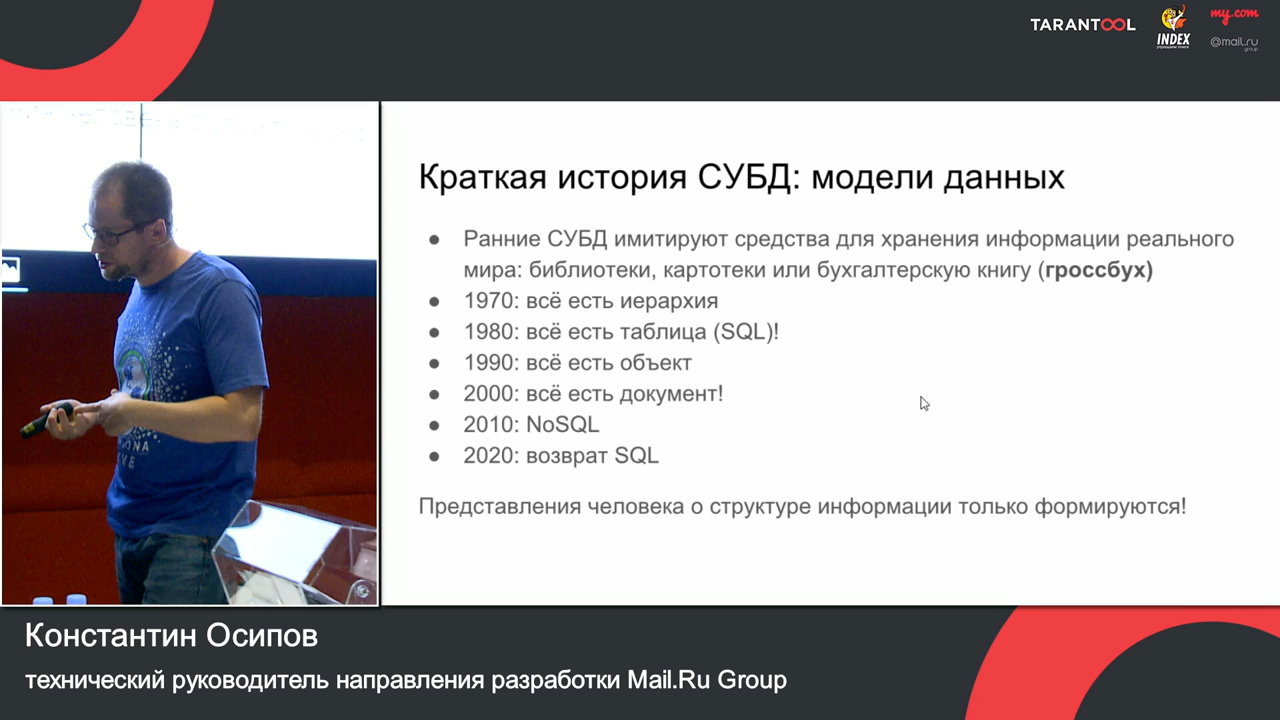 TARANTOOL
INDEX
упрощаем поиск
my.com
@mail.ru
group
Краткая история СУБД: модели данных
● Ранние СУБД имитируют средства для хранения информации реального
мира: библиотеки, картотеки или бухгалтерскую книгу (гроссбух)
● 1970: всё есть иерархия
● 1980: всё есть таблица (SQL)!
● 1990: всё есть объект
● 2000: всё есть документ!
● 2010: NoSQL
● 2020: возврат SQL
Представления человека о структуре информации только формируются!
Константин Осипов
технический руководитель направления разработки Mail.Ru Group